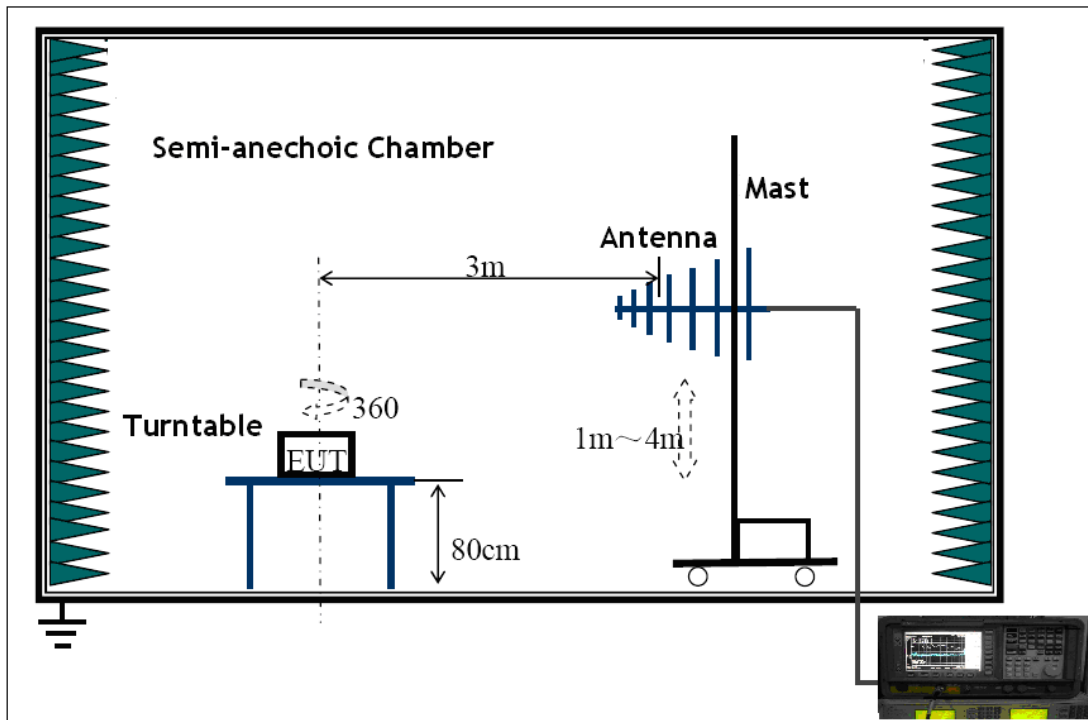 Semi-anechoic Chamber
Mast
Antenna
3m
360
Turntable
1m～4m
EUT
80cm